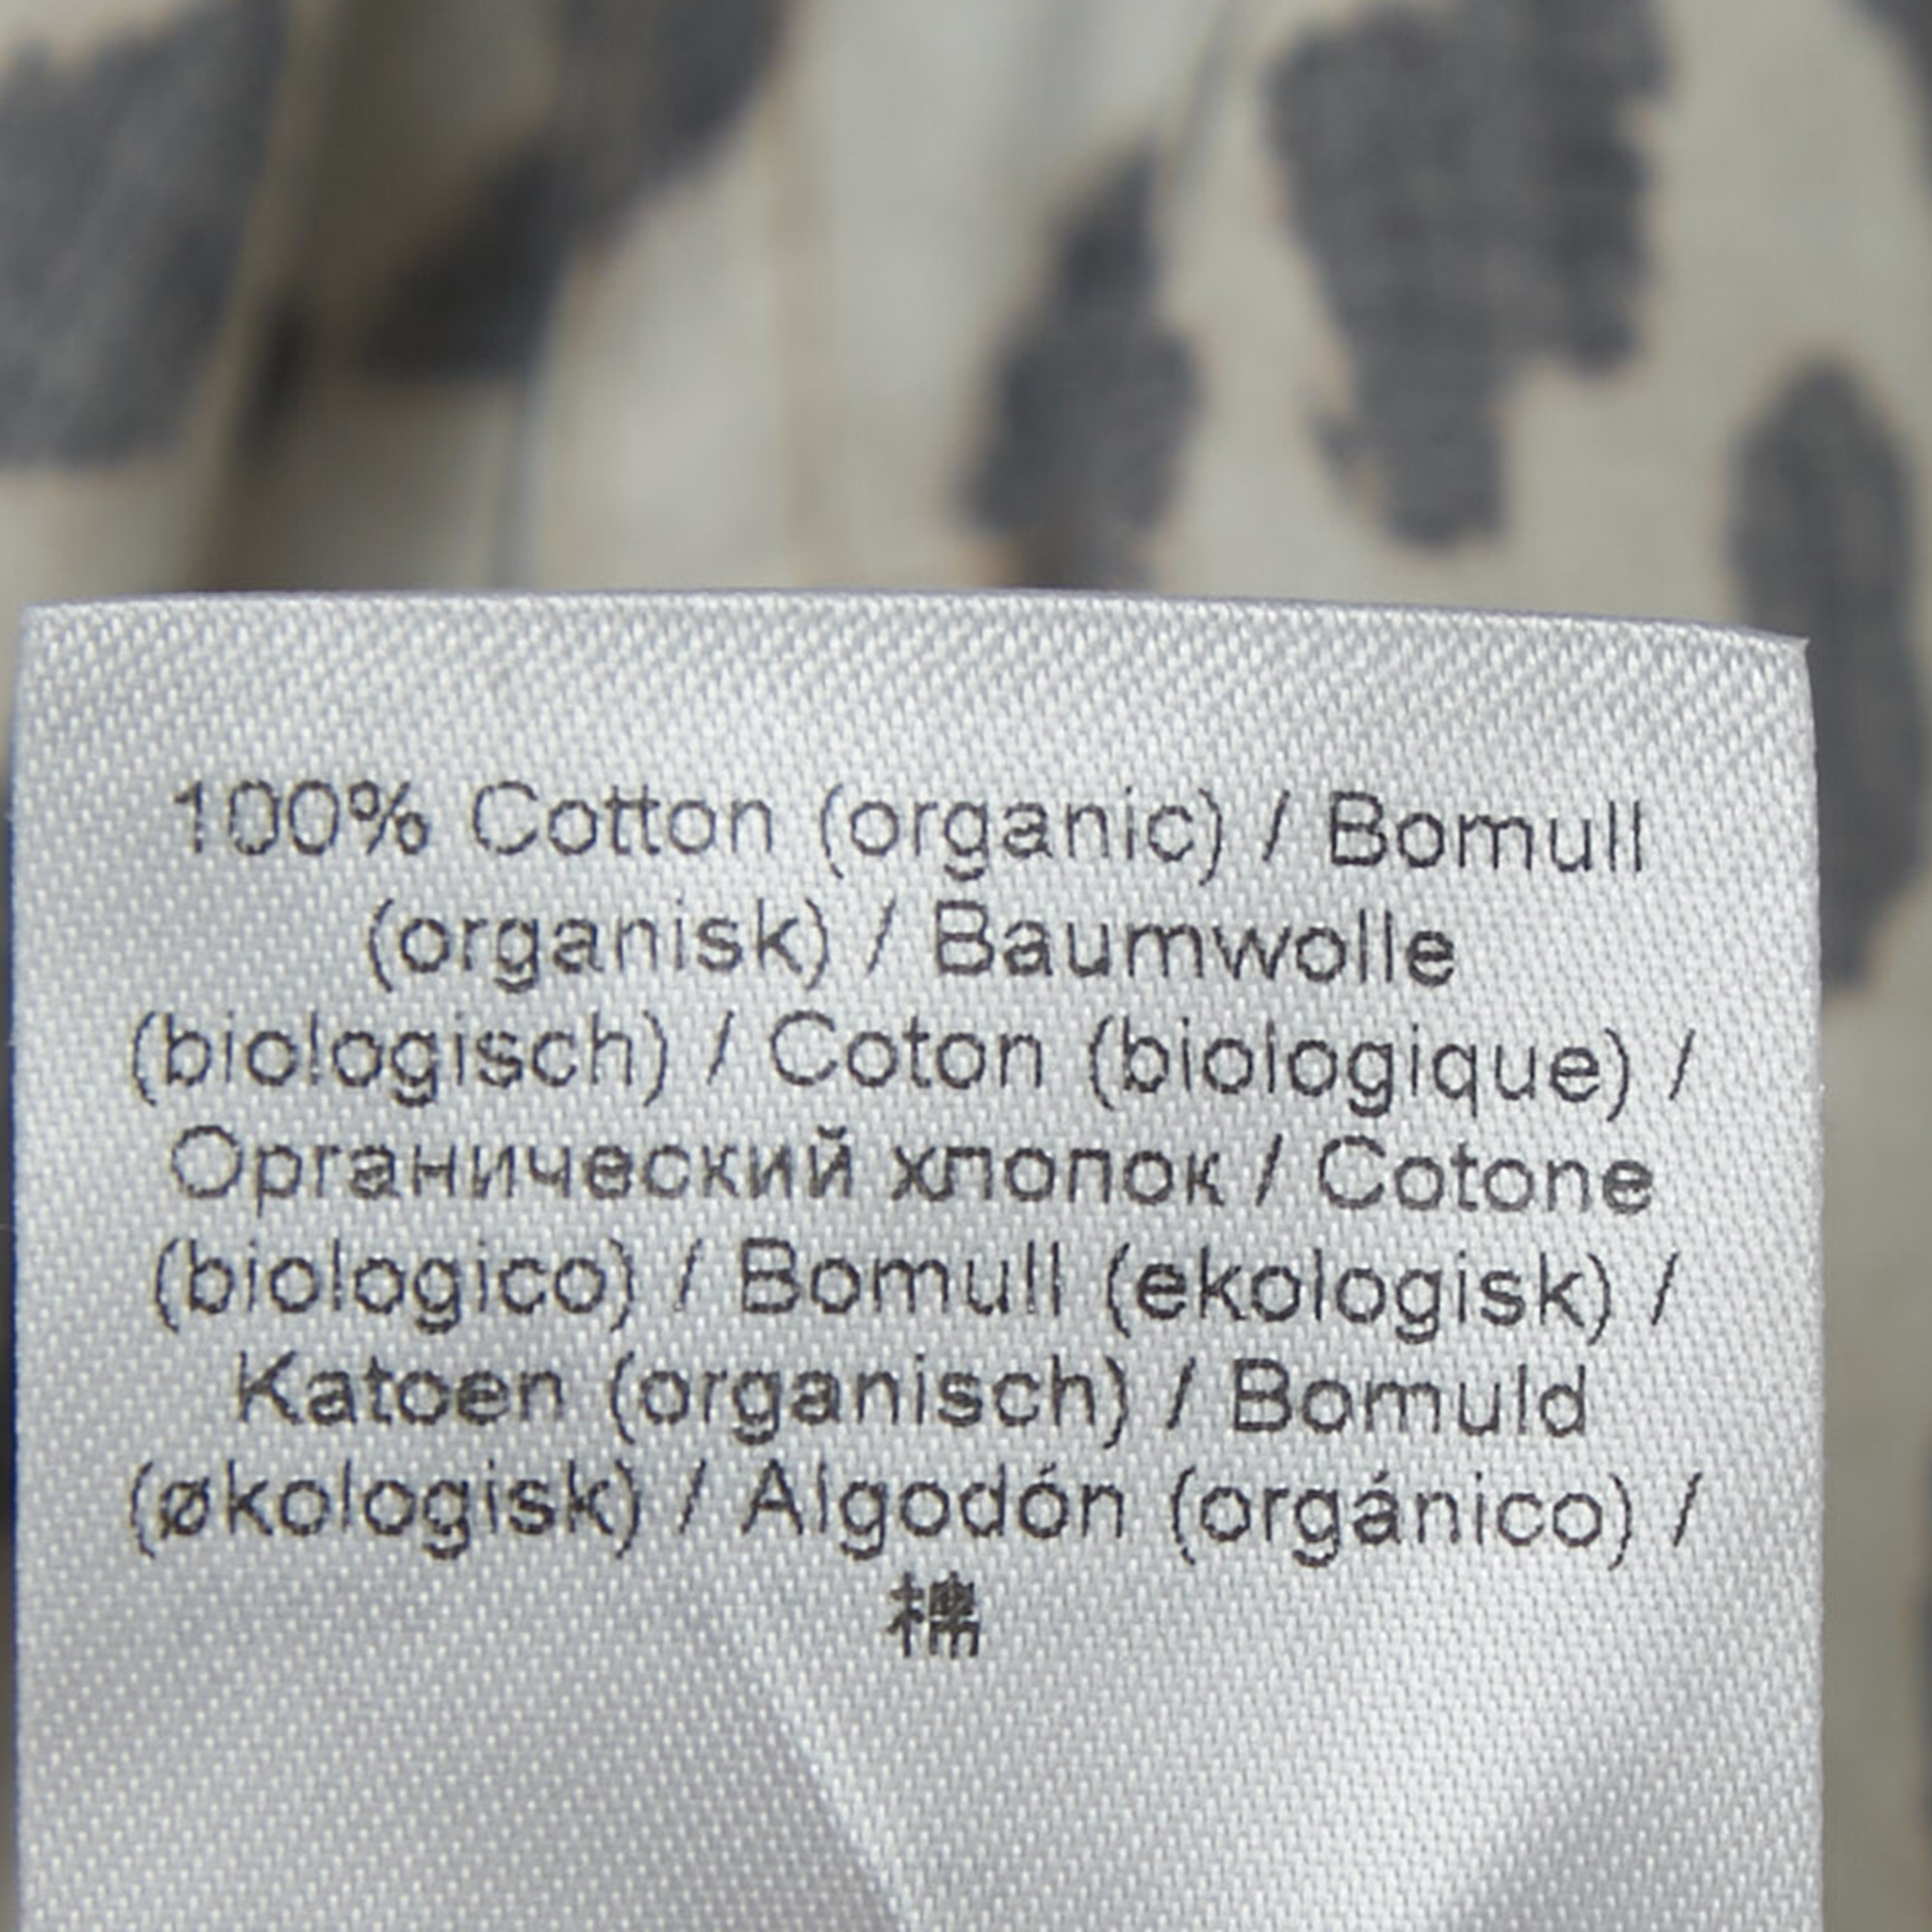 100% Cotton (organic) / Bomull
(organisk) / Baumwolle
(biologisch) / Coton (biologique) /
Органический хлопок / Cotone
(biologico) / Bomull (ekologisk) /
Katoen (organisch) / Bomuld
(økologisk) / Algodón (orgánico) /
棉